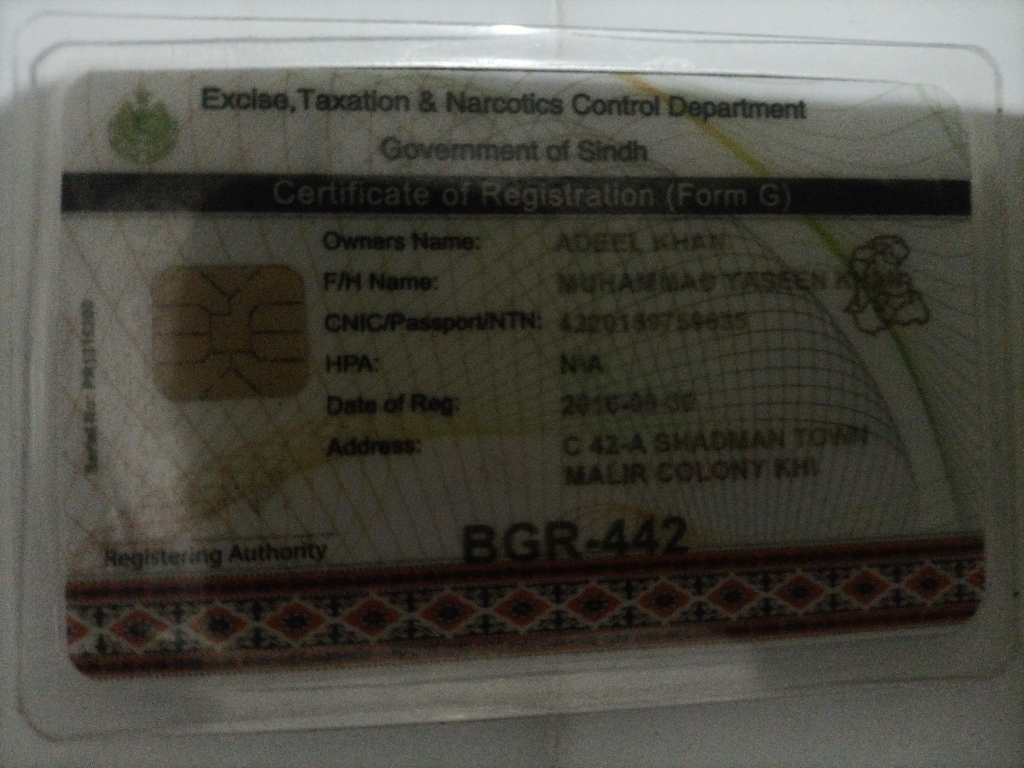 Excise,Taxation & Narcotics Control Department
Government of Sindh
Certificate of Registration (Form G)
Owners Name: ADEEL KHAN
F/H Name: MUHAMMAD YASEEN
CNIC/Passport/NTN:
HPA: N\A
Date of Reg:
Address: C 42-A SHADMAN TOWN
MALIR COLONY KHI
BGR-442
Registering Authority